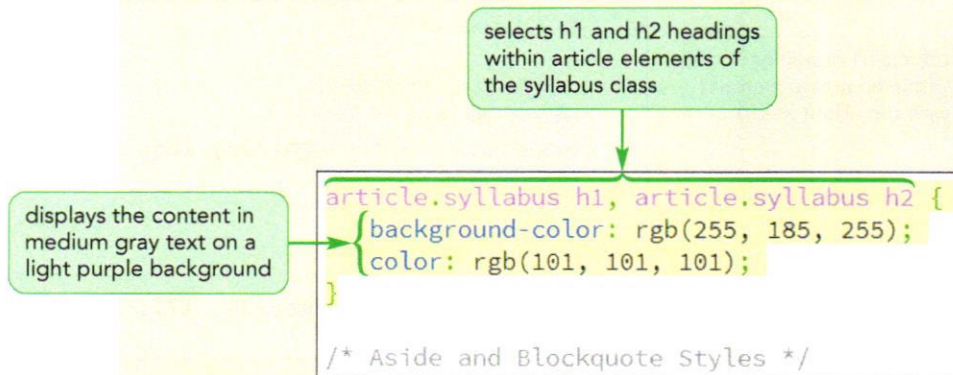 selects h1 and h2 headings
within article elements of
the syllabus class
displays the content in
medium gray text on a
light purple background
article.syllabus h1, article.syllabus h2 {
background-color: rgb(255, 185, 255);
color: rgb(101, 101, 101);
}
/* Aside and Blockquote Styles */